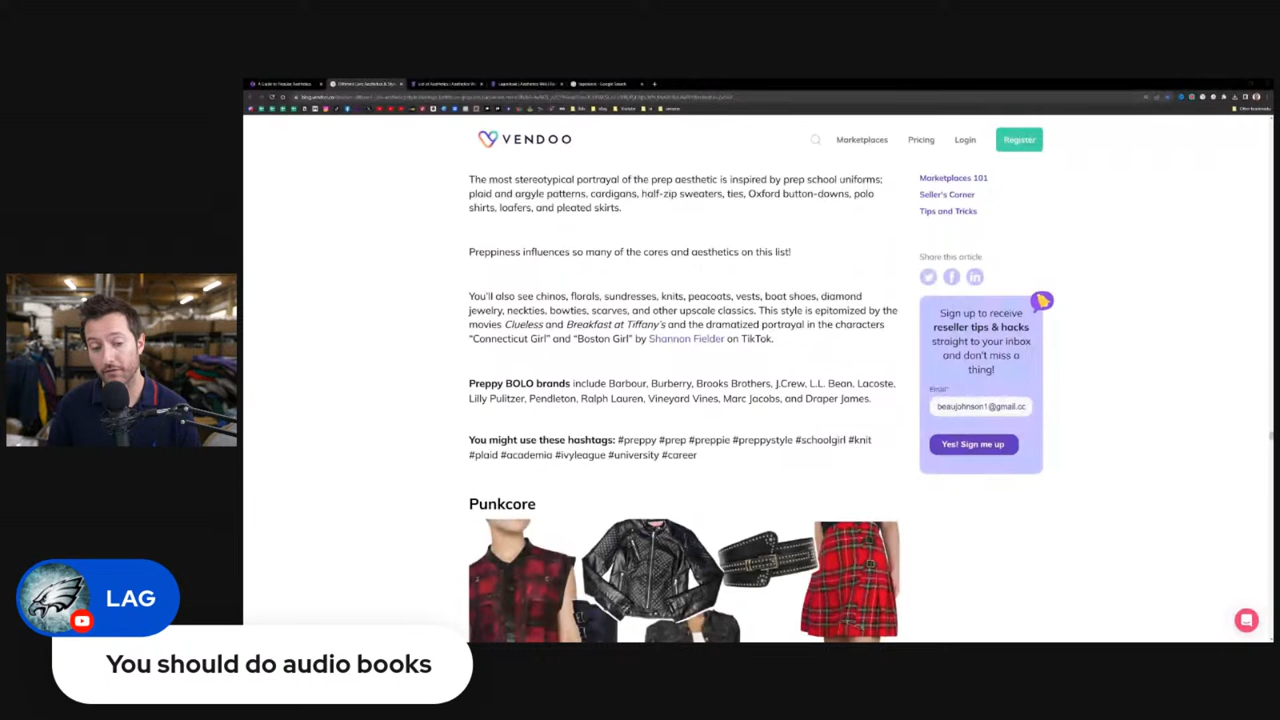 VENDOO
Marketplaces
Pricing
Login
Register
The most stereotypical portrayal of the prep aesthetic is inspired by prep school uniforms;
plaid and argyle patterns, cardigans, half-zip sweaters, ties, Oxford button-downs, polo
shirts, loafers, and pleated skirts.
Preppiness influences so many of the cores and aesthetics on this list!
You'll also see chinos, florals, sundresses, knits, peacoats, vests, boat shoes, diamond
jewelry, neckties, bowties, scarves, and other upscale classics. This style is epitomized by the
movies Clueless and Breakfast at Tiffany's and the dramatized portrayal in the characters
“Connecticut Girl” and “Boston Girl” by Shannon Fielder on TikTok.
Preppy BOLO brands include Barbour, Burberry, Brooks Brothers, J.Crew, L.L. Bean, Lacoste,
Lilly Pulitzer, Pendleton, Ralph Lauren, Vineyard Vines, Marc Jacobs, and Draper James.
You might use these hashtags: #preppy #prep #preppie #preppystyle #schoolgirl #knit
#plaid #academia #ivyleague #university #career
Punkcore
Marketplaces 101
Seller's Corner
Tips and Tricks
Share this article
Sign up to receive
reseller tips & hacks
straight to your inbox
and don't miss a
thing!
Email*
beaujohnson1@gmail.cc
Yes! Sign me up
LAG
You should do audio books